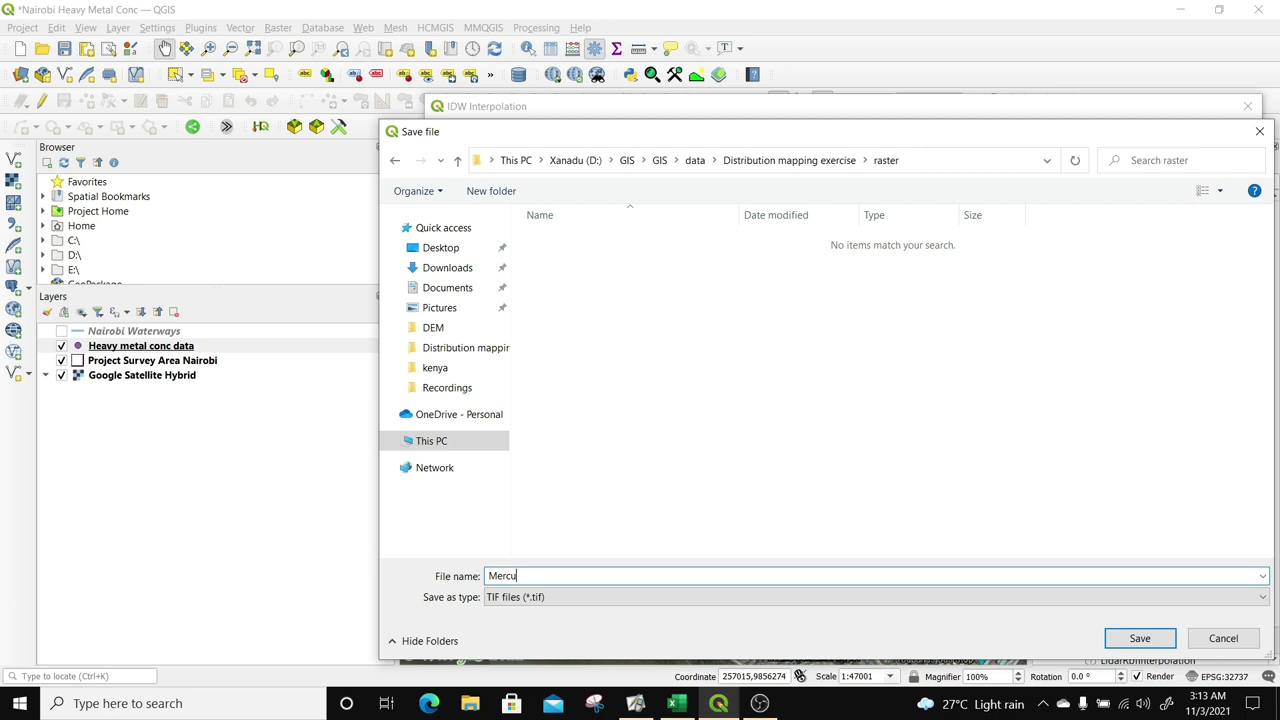 *Nairobi Heavy Metal Conc — QGIS
Project Edit View Layer Settings Plugins Vector Raster Database Web Mesh HCMGIS MMQGIS Processing Help
IDW Interpolation
Save file
This PC Xanadu (D:) GIS GIS data Distribution mapping exercise raster
Search raster
Organize New folder
Name Date modified Type Size
No items match your search.
Quick access
Desktop
Downloads
Documents
Pictures
DEM
Distribution mappin
kenya
Recordings
OneDrive - Personal
This PC
Network
File name: Mercu
Save as type: TIF files (*.tif)
Hide Folders
Save Cancel
Browser
Favorites
Spatial Bookmarks
Project Home
Home
C:\
D:\
E:\
GeoPackage
Layers
Nairobi Waterways
Heavy metal conc data
Project Survey Area Nairobi
Google Satellite Hybrid
Type to locate (Ctrl+K)
Coordinate 257015,9856274 Scale 1:47001 Magnifier 100% Rotation 0.0 ° Render EPSG:32737
Type here to search
27°C Light rain
3:13 AM
11/3/2021